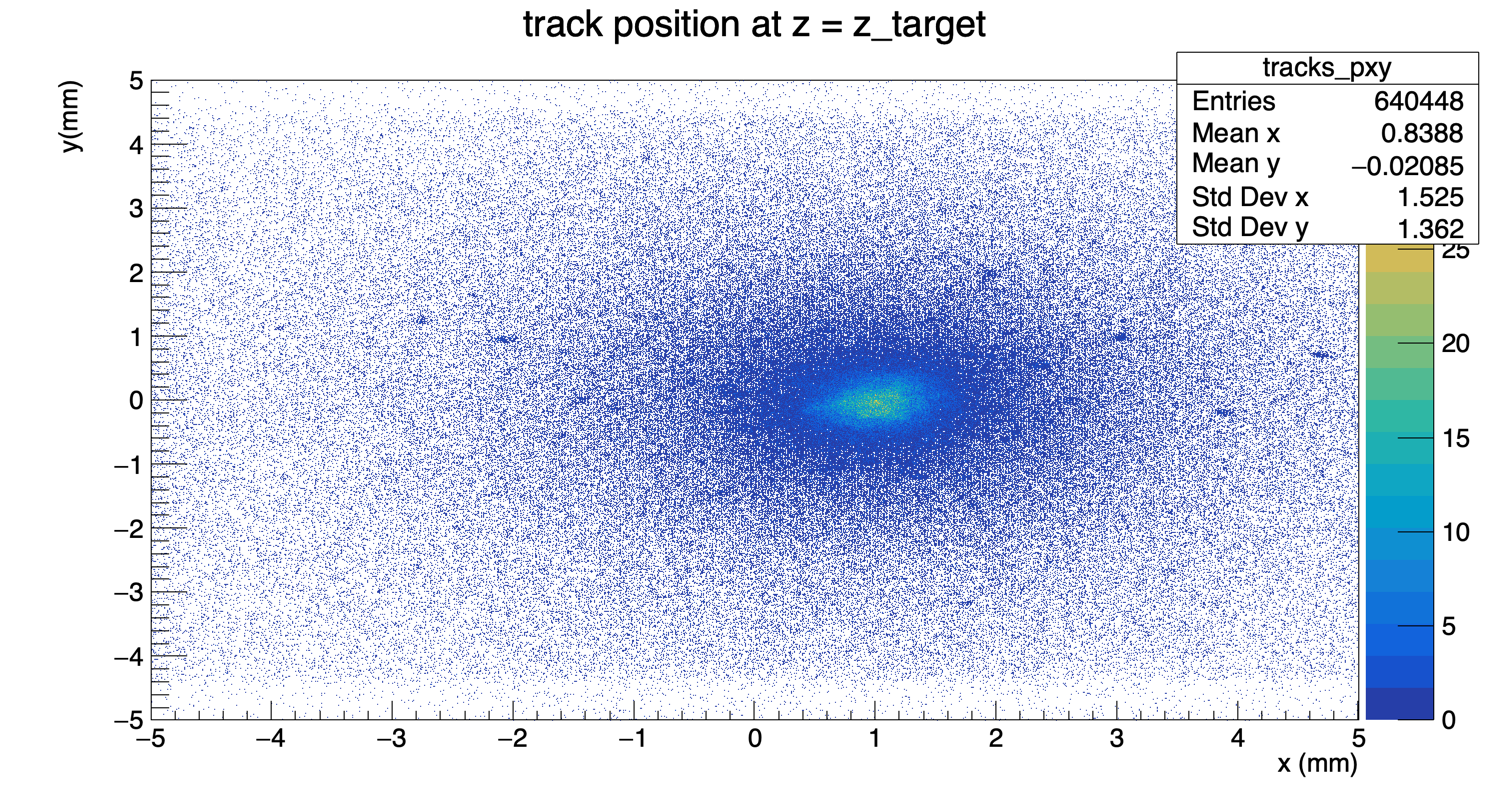 track position at z = z_target
tracks_pxy
Entries 640448
Mean x 0.8388
Mean y −0.02085
Std Dev x 1.525
Std Dev y 1.362
y(mm)
5
4
3
2
1
0
−1
−2
−3
−4
−5
−5 −4 −3 −2 −1 0 1 2 3 4 5
x (mm)
25
20
15
10
5
0